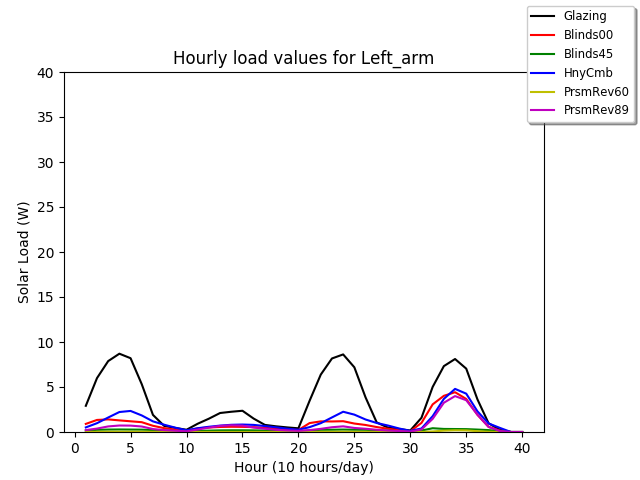 Hourly load values for Left_arm
Glazing
Blinds00
Blinds45
HnyCmb
PrsmRev60
PrsmRev89
Solar Load (W)
40
35
30
25
20
15
10
5
0
0 5 10 15 20 25 30 35 40
Hour (10 hours/day)